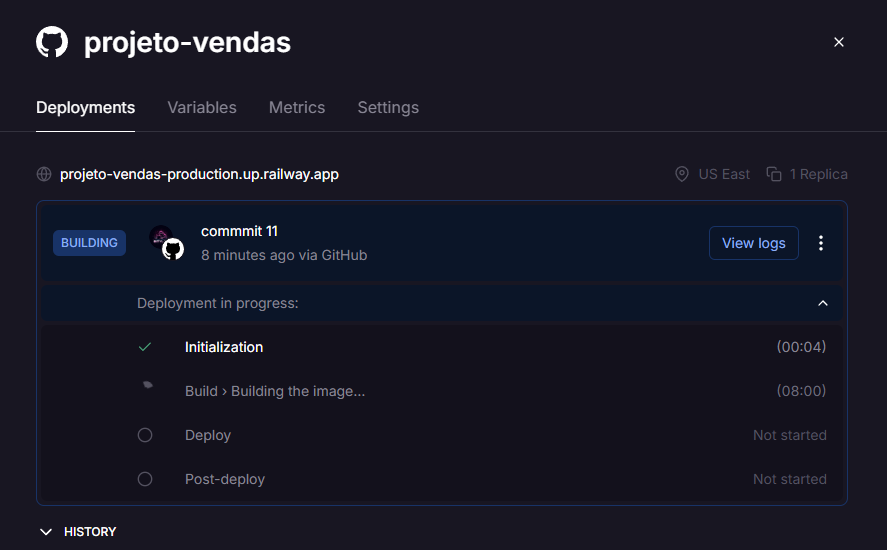 projeto-vendas
Deployments Variables Metrics Settings
projeto-vendas-production.up.railway.app US East 1 Replica
BUILDING
commmit 11
8 minutes ago via GitHub
View logs
Deployment in progress:
Initialization (00:04)
Build › Building the image... (08:00)
Deploy Not started
Post-deploy Not started
HISTORY